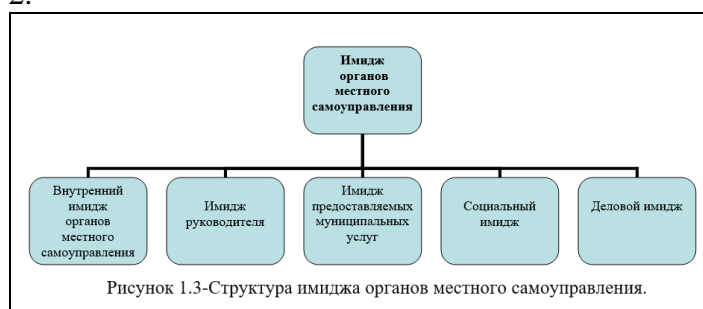 2.
Имидж
органов
местного
самоуправления
Внутренний
имидж
органов
местного
самоуправления
Имидж
руководителя
Имидж
предоставляемых
муниципальных
услуг
Социальный
имидж
Деловой имидж
Рисунок 1.3-Структура имиджа органов местного самоуправления.